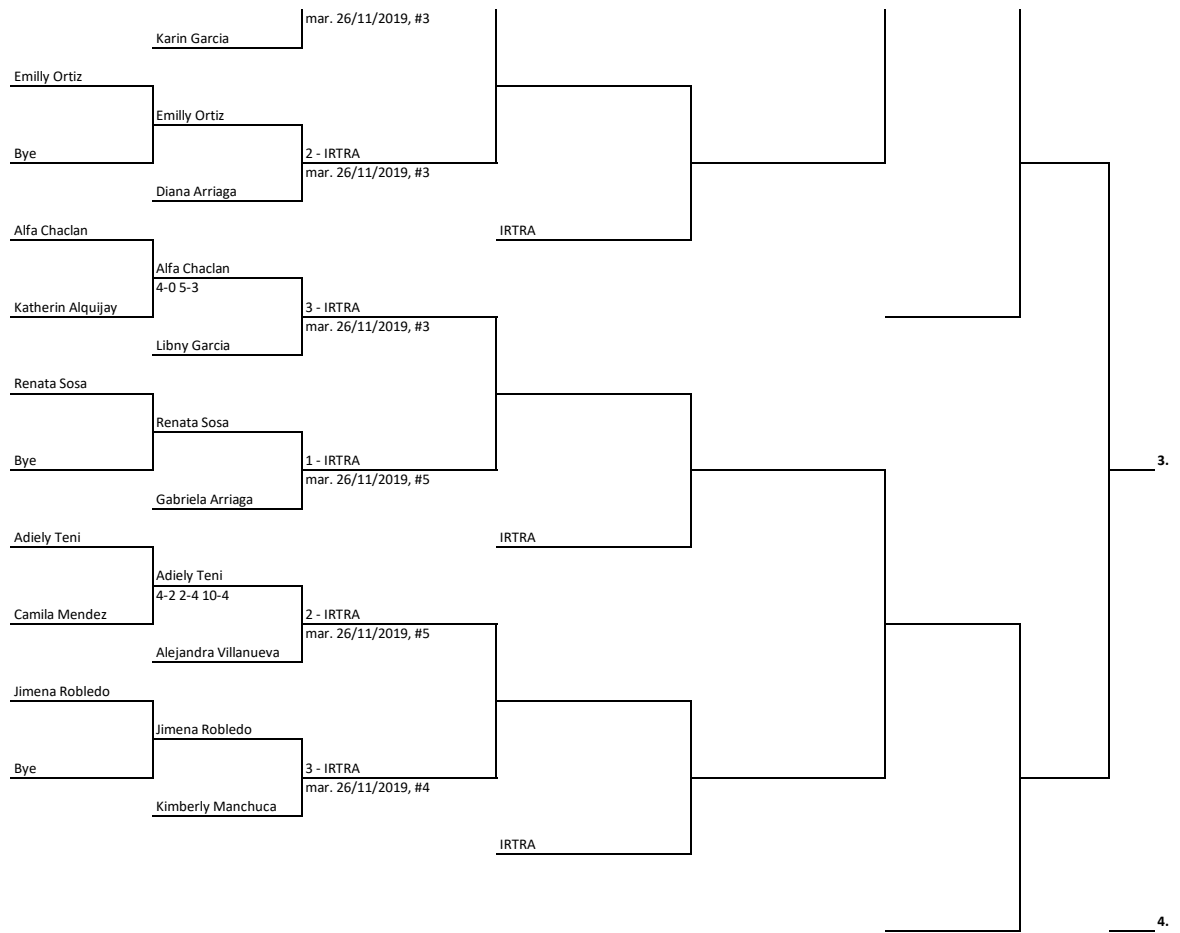 mar. 26/11/2019, #3
Karin Garcia
Emilly Ortiz
Emilly Ortiz
Bye
2 - IRTRA
mar. 26/11/2019, #3
Diana Arriaga
Alfa Chaclan
IRTRA
Alfa Chaclan
4-0 5-3
Katherin Alquijay
3 - IRTRA
mar. 26/11/2019, #3
Libny Garcia
Renata Sosa
Renata Sosa
Bye
1 - IRTRA
3.
mar. 26/11/2019, #5
Gabriela Arriaga
Adiely Teni
IRTRA
Adiely Teni
4-2 2-4 10-4
Camila Mendez
2 - IRTRA
mar. 26/11/2019, #5
Alejandra Villanueva
Jimena Robledo
Jimena Robledo
Bye
3 - IRTRA
mar. 26/11/2019, #4
Kimberly Manchuca
IRTRA
4.